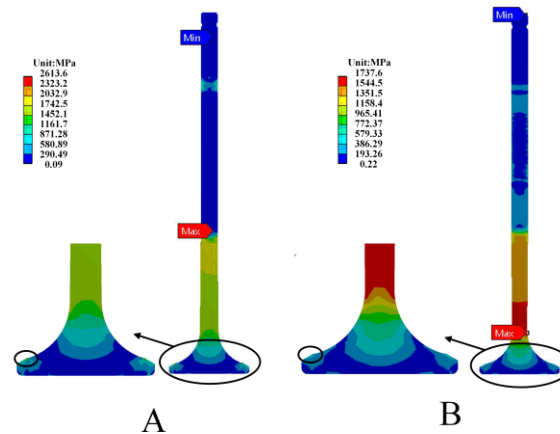 Unit:MPa
2613.6
2323.2
2032.9
1742.5
1452.1
1161.7
871.28
580.89
290.49
0.09
Min
Max
A
Unit:MPa
1737.6
1544.5
1351.5
1158.4
965.41
772.37
579.33
386.29
193.26
0.22
Min
Max
B